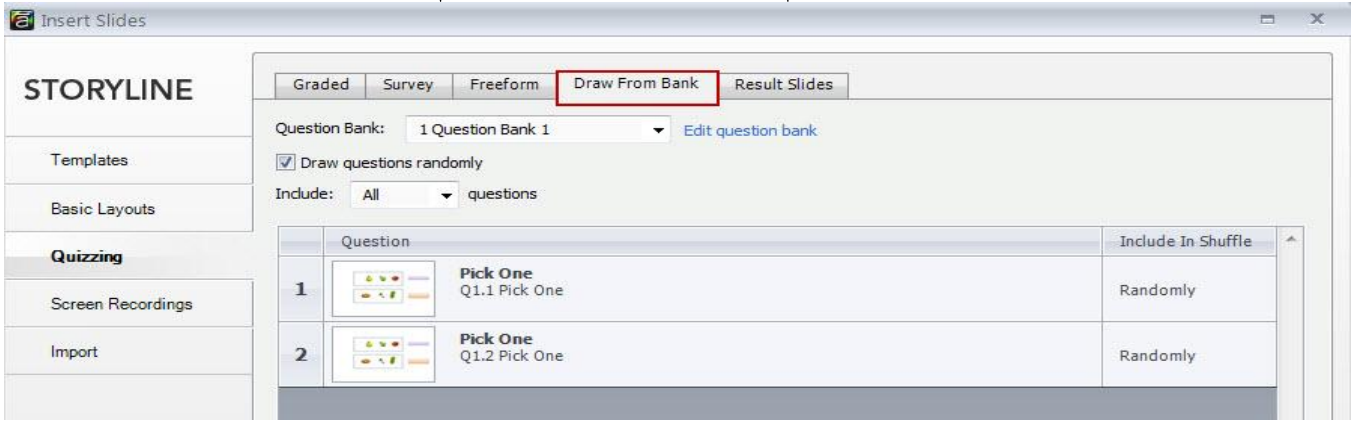 Insert Slides
STORYLINE
Templates
Basic Layouts
Quizzing
Screen Recordings
Import
Graded Survey Freeform Draw From Bank Result Slides
Question Bank: 1 Question Bank 1 Edit question bank
Draw questions randomly
Include: All questions
Question Include In Shuffle
1 Pick One
Q1.1 Pick One
Randomly
2 Pick One
Q1.2 Pick One
Randomly